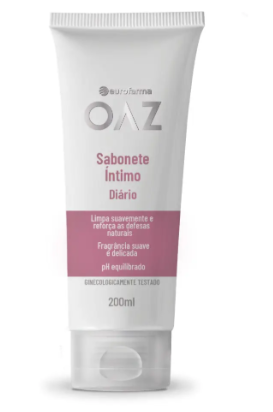 eurofarma
OAZ
Sabonete
Íntimo
Diário
Limpa suavemente e
reforça as defesas
naturais
Fragrância suave
e delicada
pH equilibrado
GINECOLOGICAMENTE TESTADO
200ml